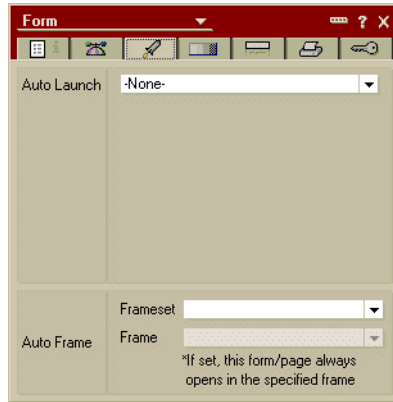 Form
?
X
i
Auto Launch
-None-
Frameset
Auto Frame
Frame
*If set, this form/page always
opens in the specified frame